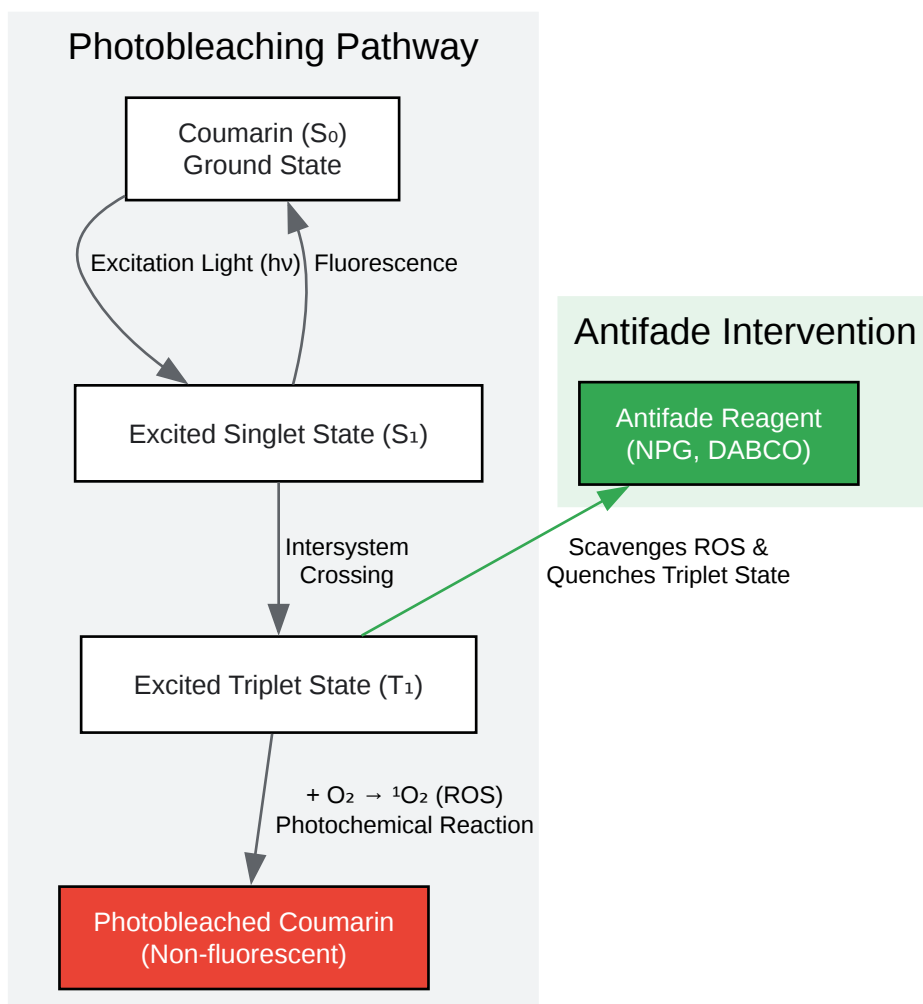 Photobleaching Pathway
Coumarin (S₀)
Ground State
Excitation Light (hν)
Fluorescence
Antifade Intervention
Antifade Reagent
(NPG, DABCO)
Excited Singlet State (S₁)
Intersystem
Crossing
Scavenges ROS &
Quenches Triplet State
Excited Triplet State (T₁)
+ O₂ → ¹O₂ (ROS)
Photochemical Reaction
Photobleached Coumarin
(Non-fluorescent)